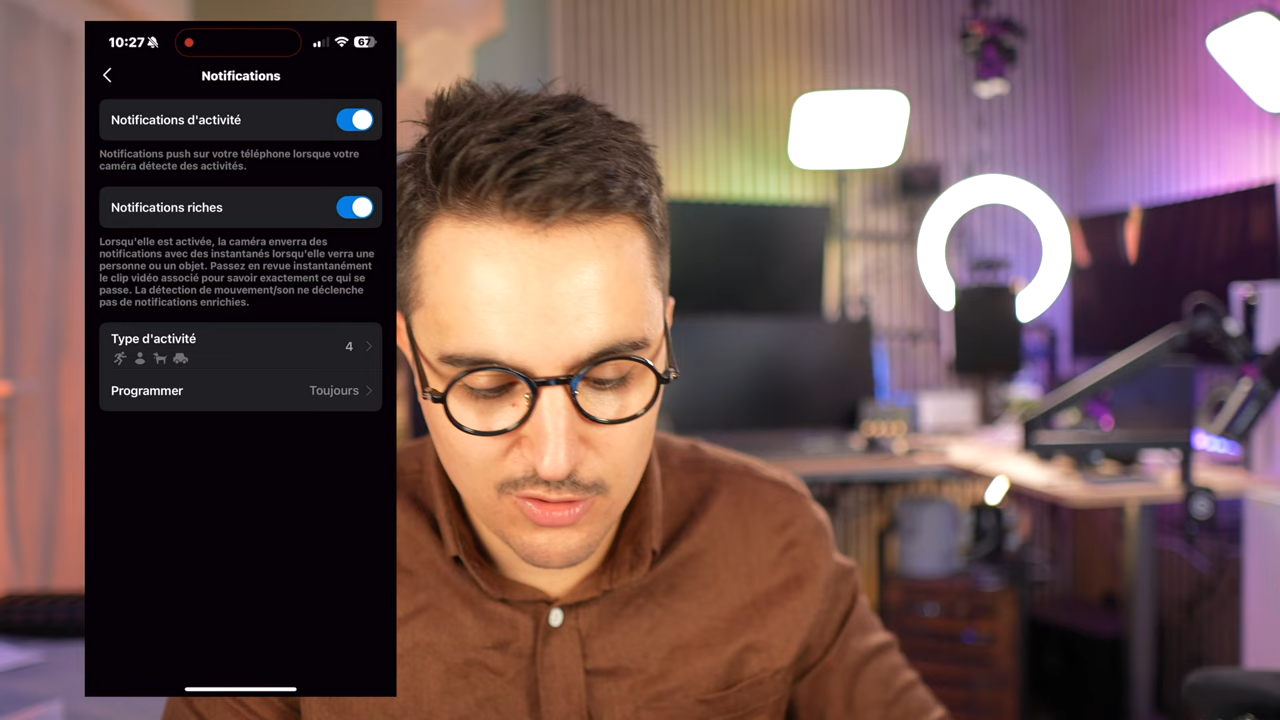 10:27
67
Notifications
Notifications d'activité
Notifications push sur votre téléphone lorsque votre
caméra détecte des activités.
Notifications riches
Lorsqu'elle est activée, la caméra enverra des
notifications avec des instantanés lorsqu'elle verra une
personne ou un objet. Passez en revue instantanément
le clip vidéo associé pour savoir exactement ce qui se
passe. La détection de mouvement/son ne déclenche
pas de notifications enrichies.
Type d'activité
4
Programmer
Toujours